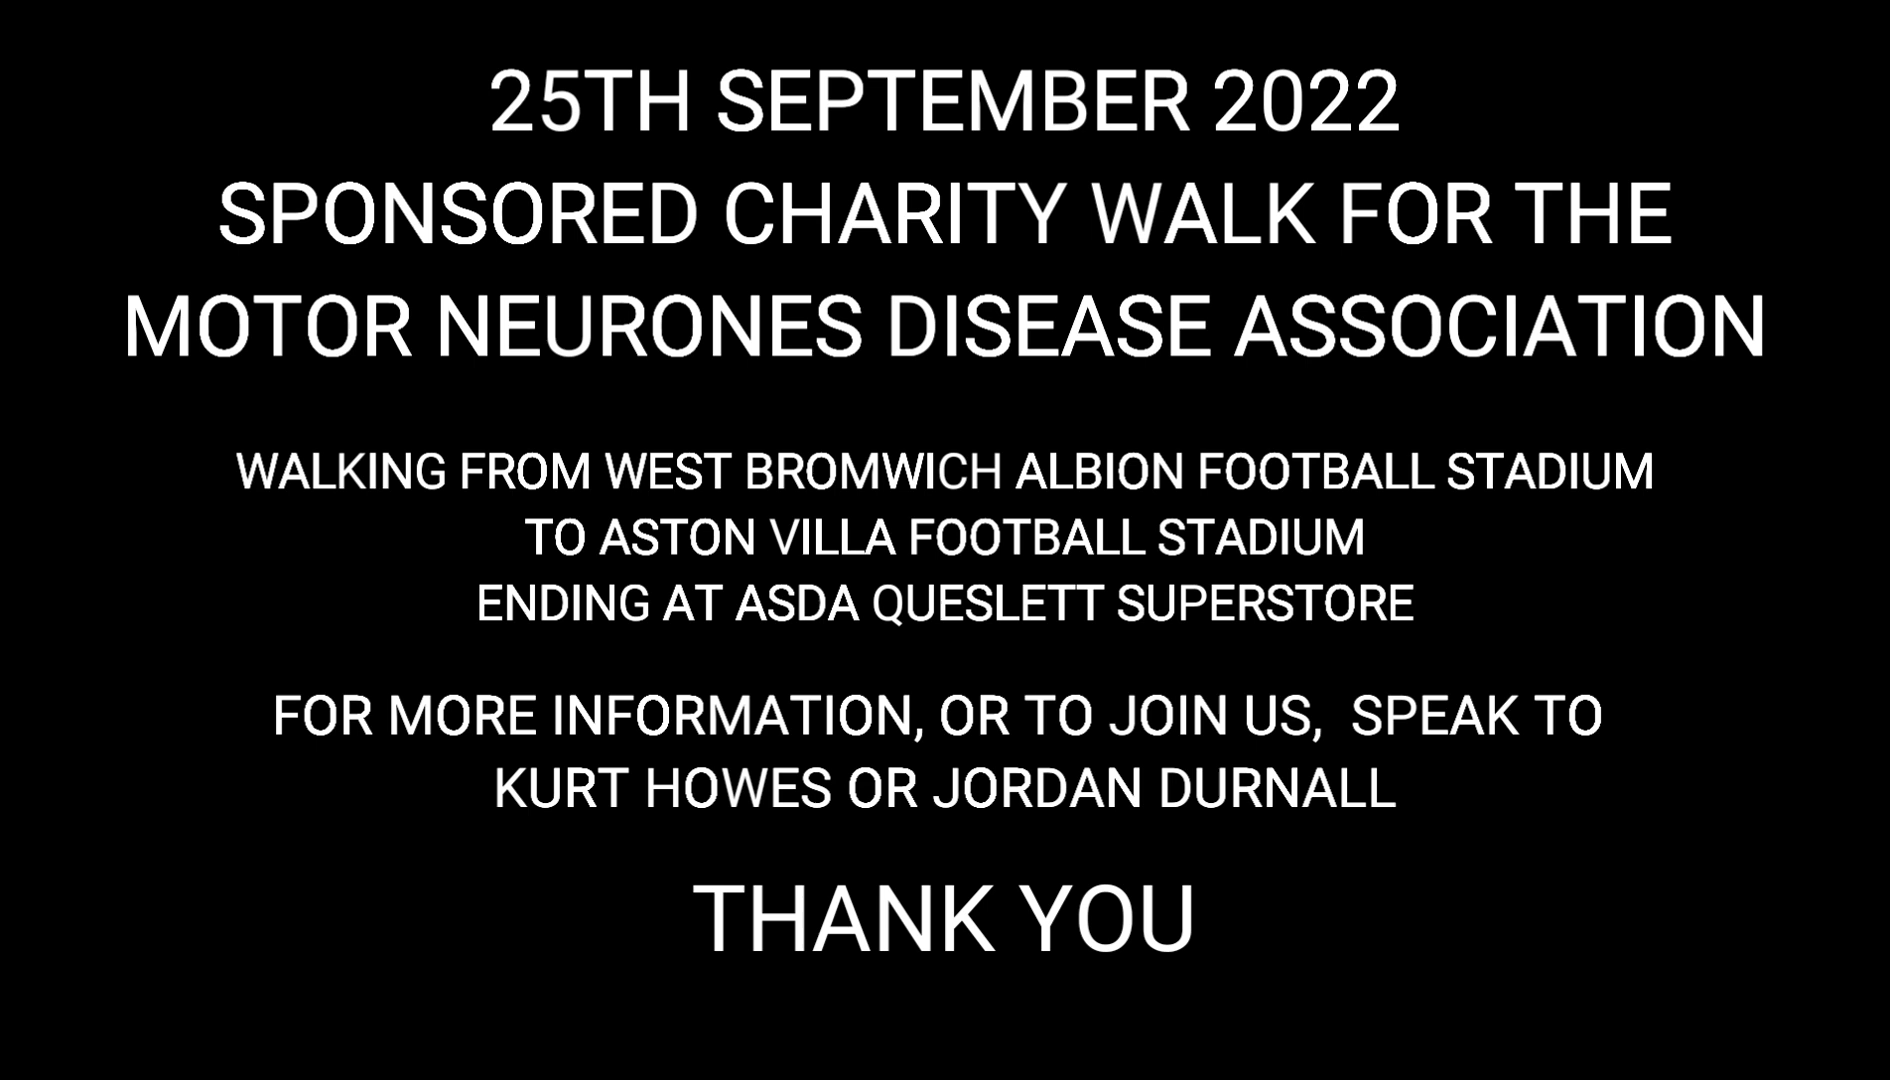 25TH SEPTEMBER 2022
SPONSORED CHARITY WALK FOR THE
MOTOR NEURONES DISEASE ASSOCIATION
WALKING FROM WEST BROMWICH ALBION FOOTBALL STADIUM
TO ASTON VILLA FOOTBALL STADIUM
ENDING AT ASDA QUESLETT SUPERSTORE
FOR MORE INFORMATION, OR TO JOIN US,  SPEAK TO
KURT HOWES OR JORDAN DURNALL
THANK YOU